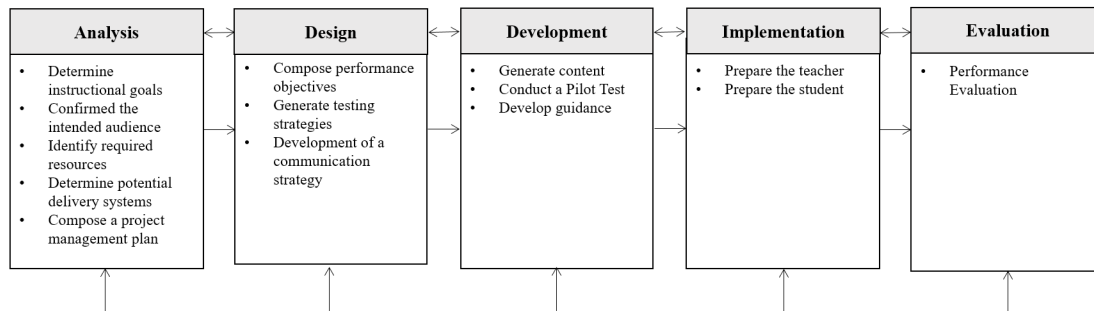 Analysis
• Determine
instructional goals
• Confirmed the
intended audience
• Identify required
resources
• Determine potential
delivery systems
• Compose a project
management plan
Design
• Compose performance
objectives
• Generate testing
strategies
• Development of a
communication
strategy
Development
• Generate content
• Conduct a Pilot Test
• Develop guidance
Implementation
• Prepare the teacher
• Prepare the student
Evaluation
• Performance
Evaluation